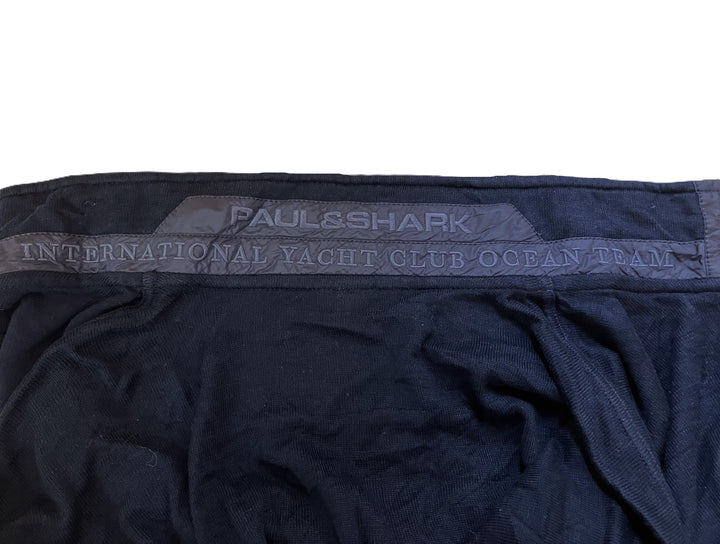 PAUL&SHARK
INTERNATIONAL YACHT CLUB OCEAN TEAM